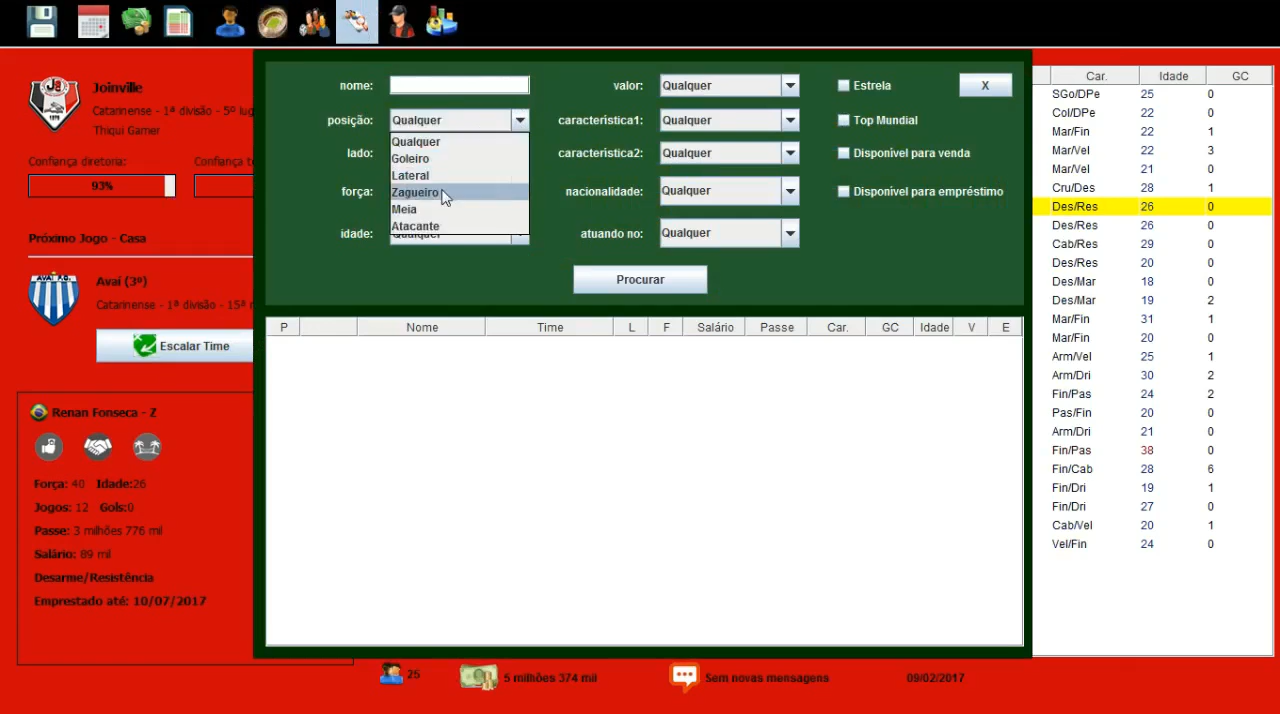 Joinville
Catarinense - 1ª divisão - 5º lug
Thiqui Gamer
Confiança diretoria:
Confiança t
93%
Próximo Jogo - Casa
AVAÍ F.C.
Avaí (3º)
Catarinense - 1ª divisão - 15ª r
Escalar Time
Renan Fonseca - Z
Força: 40 Idade:26
Jogos: 12 Gols:0
Passe: 3 milhões 776 mil
Salário: 89 mil
Desarme/Resistência
Emprestado até: 10/07/2017
nome:
valor: Qualquer
Estrela
X
posição: Qualquer
caracteristica1: Qualquer
Top Mundial
Qualquer
Goleiro
Lateral
Zagueiro
Meia
Atacante
lado:
caracteristica2: Qualquer
Disponivel para venda
força:
nacionalidade: Qualquer
Disponivel para empréstimo
idade: Qualquer
atuando no: Qualquer
Procurar
P Nome Time L F Salário Passe Car. GC Idade V E
Car. Idade GC
SGo/DPe 25 0
Col/DPe 22 0
Mar/Fin 22 1
Mar/Vel 22 3
Mar/Vel 21 0
Cru/Des 28 1
Des/Res 26 0
Des/Res 26 0
Cab/Res 29 0
Des/Res 20 0
Des/Mar 18 0
Des/Mar 19 2
Mar/Fin 31 1
Mar/Fin 20 0
Arm/Vel 25 1
Arm/Dri 30 2
Fin/Pas 24 2
Pas/Fin 20 0
Arm/Dri 21 0
Fin/Pas 38 0
Fin/Cab 28 6
Fin/Dri 19 1
Fin/Dri 27 0
Cab/Vel 20 1
Vel/Fin 24 0
25
5 milhões 374 mil
Sem novas mensagens
09/02/2017